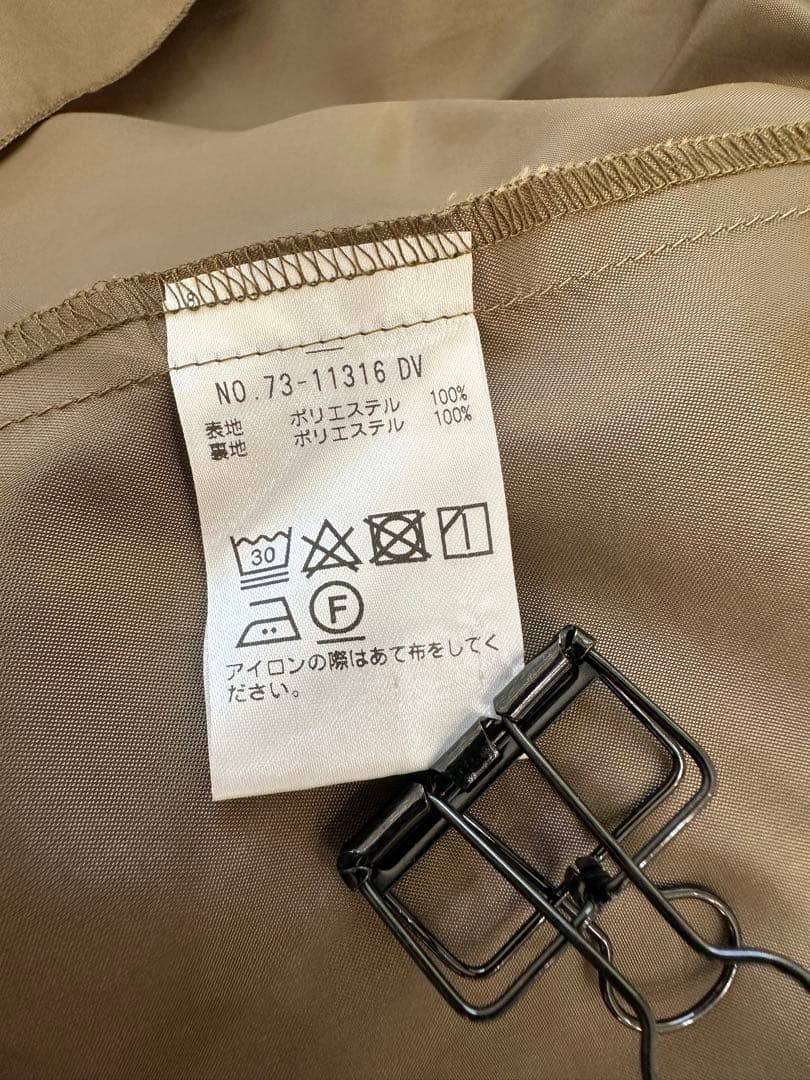 NO.73-11316 DV
表地 ポリエステル 100%
裏地 ポリエステル 100%
30
F
アイロンの際はあて布をしてく
ださい。